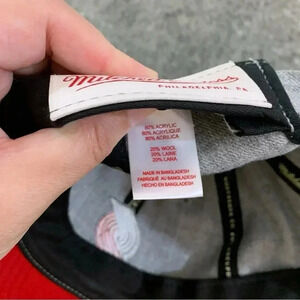 PHILADELPHIA, PA
80% ACRYLIC
80% ACRYLIQUE
80% ACRILICA
20% WOOL
20% LAINE
20% LANA
MADE IN BANGLADESH
FABRIQUÉ AU BANGLADESH
HECHO EN BANGLADESH